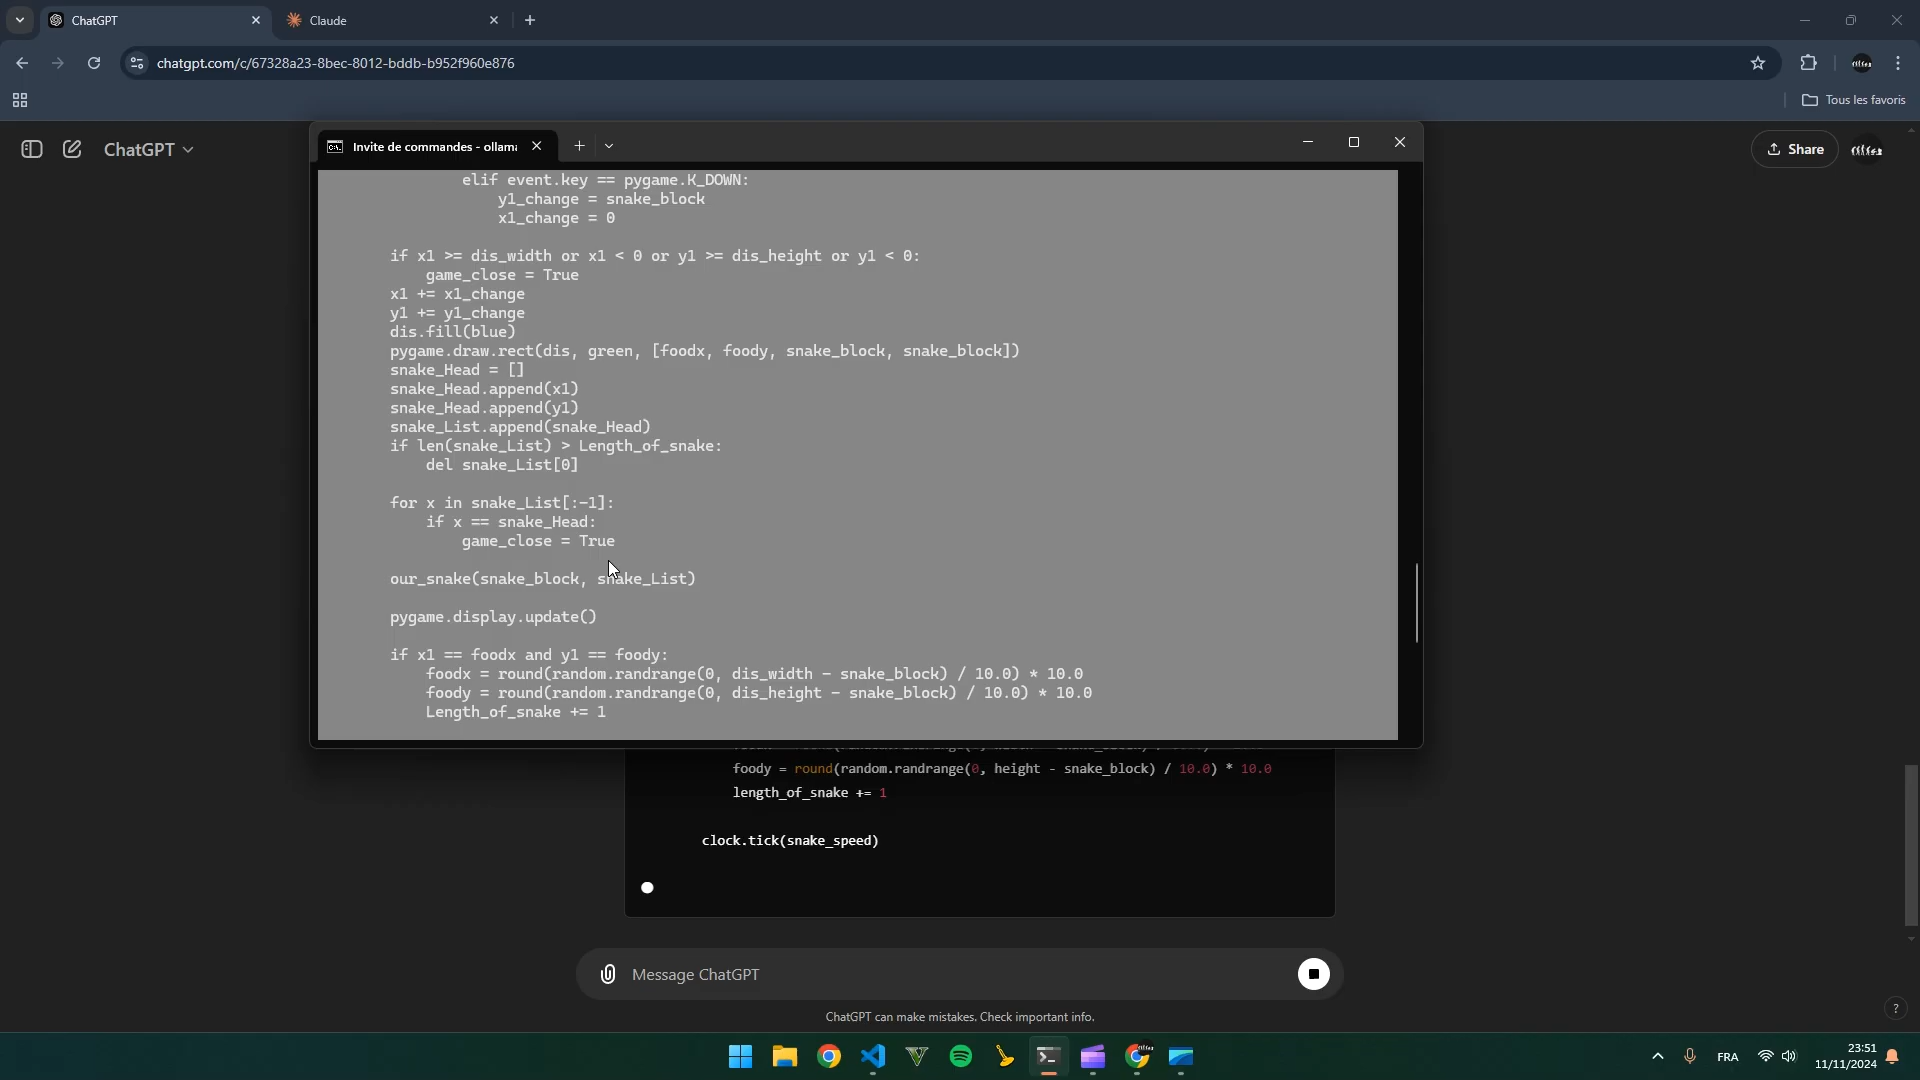 ChatGPT
Claude
chatgpt.com/c/67328a23-8bec-8012-bddb-b952f960e876
Tous les favoris
ChatGPT
Share
Invite de commandes - ollama
elif event.key == pygame.K_DOWN:
y1_change = snake_block
x1_change = 0
if x1 >= dis_width or x1 < 0 or y1 >= dis_height or y1 < 0:
game_close = True
x1 += x1_change
y1 += y1_change
dis.fill(blue)
pygame.draw.rect(dis, green, [foodx, foody, snake_block, snake_block])
snake_Head = []
snake_Head.append(x1)
snake_Head.append(y1)
snake_List.append(snake_Head)
if len(snake_List) > Length_of_snake:
del snake_List[0]
for x in snake_List[:-1]:
if x == snake_Head:
game_close = True
our_snake(snake_block, snake_List)
pygame.display.update()
if x1 == foodx and y1 == foody:
foodx = round(random.randrange(0, dis_width - snake_block) / 10.0) * 10.0
foody = round(random.randrange(0, dis_height - snake_block) / 10.0) * 10.0
Length_of_snake += 1
foody = round(random.randrange(0, height - snake_block) / 10.0) * 10.0
length_of_snake += 1
clock.tick(snake_speed)
Message ChatGPT
ChatGPT can make mistakes. Check important info.
?
FRA
23:51
11/11/2024